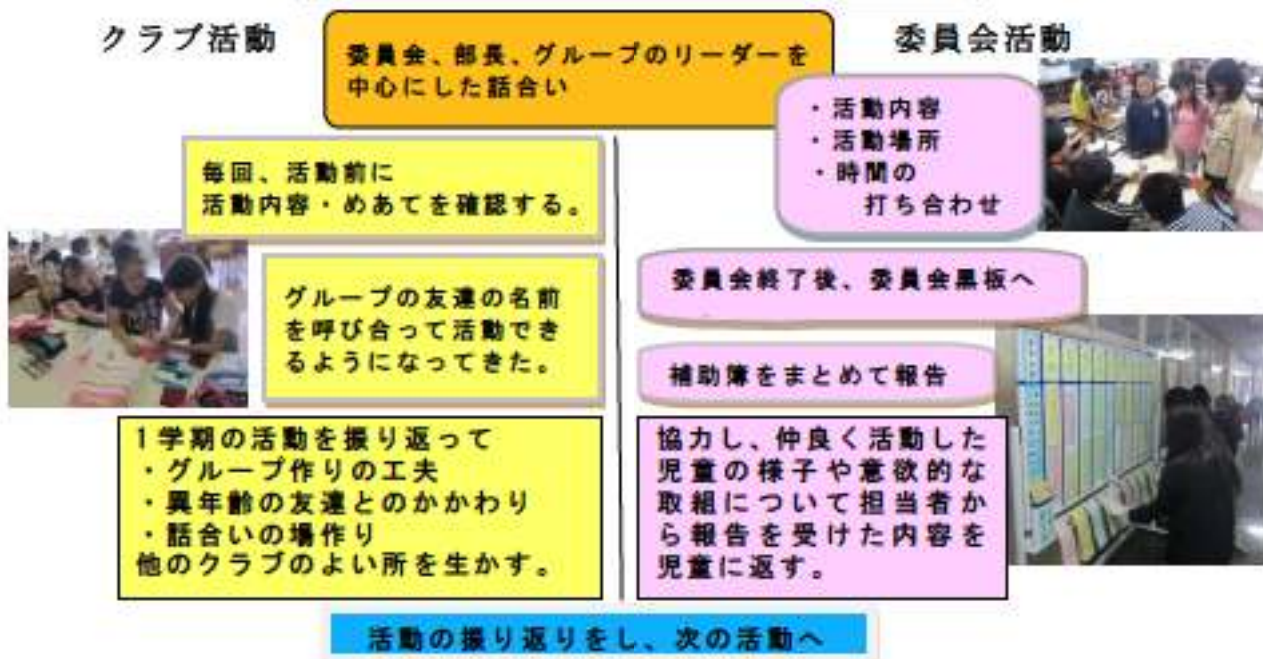 クラブ活動
委員会、部長、グループのリーダーを
中心にした話合い
委員会活動
毎回、活動前に
活動内容・めあてを確認する。
グループの友達の名前
を呼び合って活動でき
るようになってきた。
1学期の活動を振り返って
・グループ作りの工夫
・異年齢の友達とのかかわり
・話合いの場作り
他のクラブのよい所を生かす。
・活動内容
・活動場所
・時間の
打ち合わせ
委員会終了後、委員会黒板へ
補助簿をまとめて報告
協力し、仲良く活動した
児童の様子や意欲的な
取組について担当者か
ら報告を受けた内容を
児童に返す。
活動の振り返りをし、次の活動へ